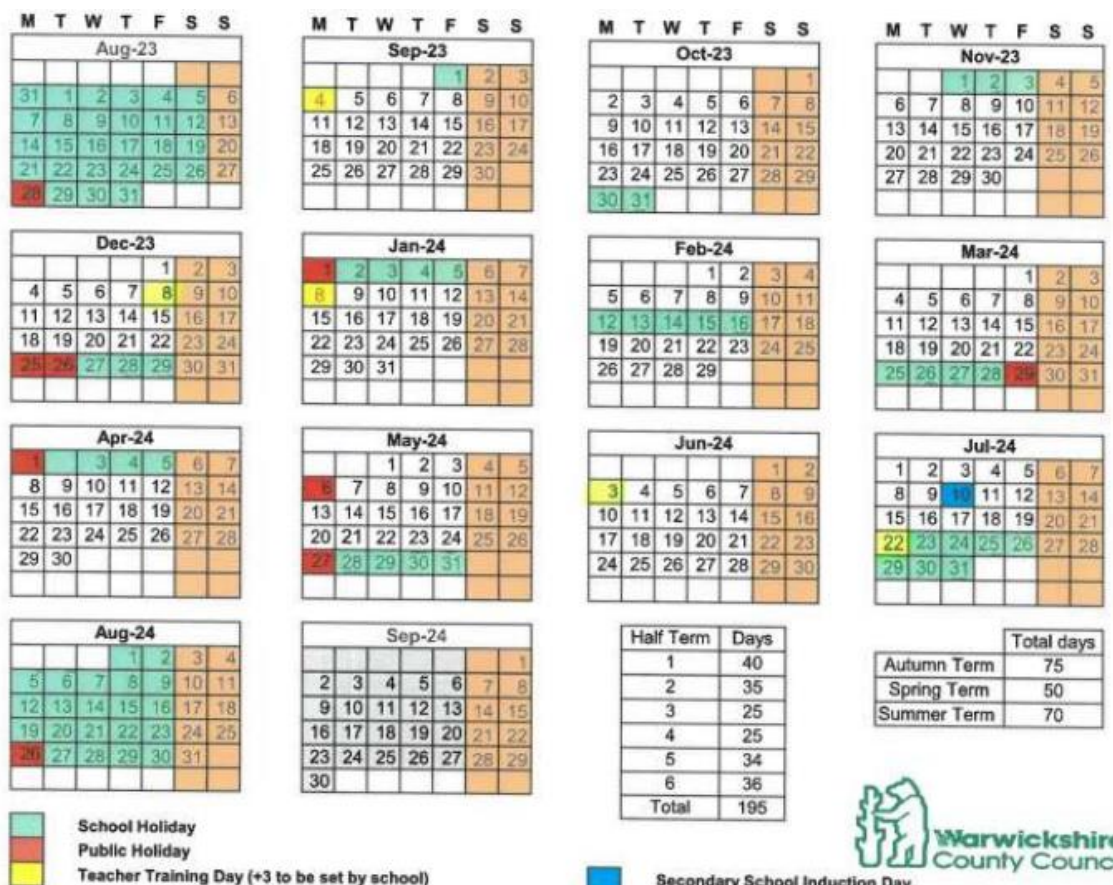 M T W T F S S
Aug-23
31 1 2 3 4 5 6
7 8 9 10 11 12 13
14 15 16 17 18 19 20
21 22 23 24 25 26 27
28 29 30 31
M T W T F S S
Sep-23
1 2 3
4 5 6 7 8 9 10
11 12 13 14 15 16 17
18 19 20 21 22 23 24
25 26 27 28 29 30
M T W T F S S
Oct-23
1
2 3 4 5 6 7 8
9 10 11 12 13 14 15
16 17 18 19 20 21 22
23 24 25 26 27 28 29
30 31
M T W T F S S
Nov-23
1 2 3 4 5
6 7 8 9 10 11 12
13 14 15 16 17 18 19
20 21 22 23 24 25 26
27 28 29 30
Dec-23
1 2 3
4 5 6 7 8 9 10
11 12 13 14 15 16 17
18 19 20 21 22 23 24
25 26 27 28 29 30 31
Jan-24
1 2 3 4 5 6 7
8 9 10 11 12 13 14
15 16 17 18 19 20 21
22 23 24 25 26 27 28
29 30 31
Feb-24
1 2 3 4
5 6 7 8 9 10 11
12 13 14 15 16 17 18
19 20 21 22 23 24 25
26 27 28 29
Mar-24
1 2 3
4 5 6 7 8 9 10
11 12 13 14 15 16 17
18 19 20 21 22 23 24
25 26 27 28 29 30 31
Apr-24
1 3 4 5 6 7
8 9 10 11 12 13 14
15 16 17 18 19 20 21
22 23 24 25 26 27 28
29 30
May-24
1 2 3 4 5
6 7 8 9 10 11 12
13 14 15 16 17 18 19
20 21 22 23 24 25 26
27 28 29 30 31
Jun-24
1 2
3 4 5 6 7 8 9
10 11 12 13 14 15 16
17 18 19 20 21 22 23
24 25 26 27 28 29 30
Jul-24
1 2 3 4 5 6 7
8 9 10 11 12 13 14
15 16 17 18 19 20 21
22 23 24 25 26 27 28
29 30 31
Aug-24
1 2 3 4
5 6 7 8 9 10 11
12 13 14 15 16 17 18
19 20 21 22 23 24 25
26 27 28 29 30 31
Sep-24
1
2 3 4 5 6 7 8
9 10 11 12 13 14 15
16 17 18 19 20 21 22
23 24 25 26 27 28 29
30
Half Term Days
1 40
2 35
3 25
4 25
5 34
6 36
Total 195
Total days
Autumn Term 75
Spring Term 50
Summer Term 70
School Holiday
Public Holiday
Teacher Training Day (+3 to be set by school)
Secondary School Induction Day
Warwickshire
County Counc